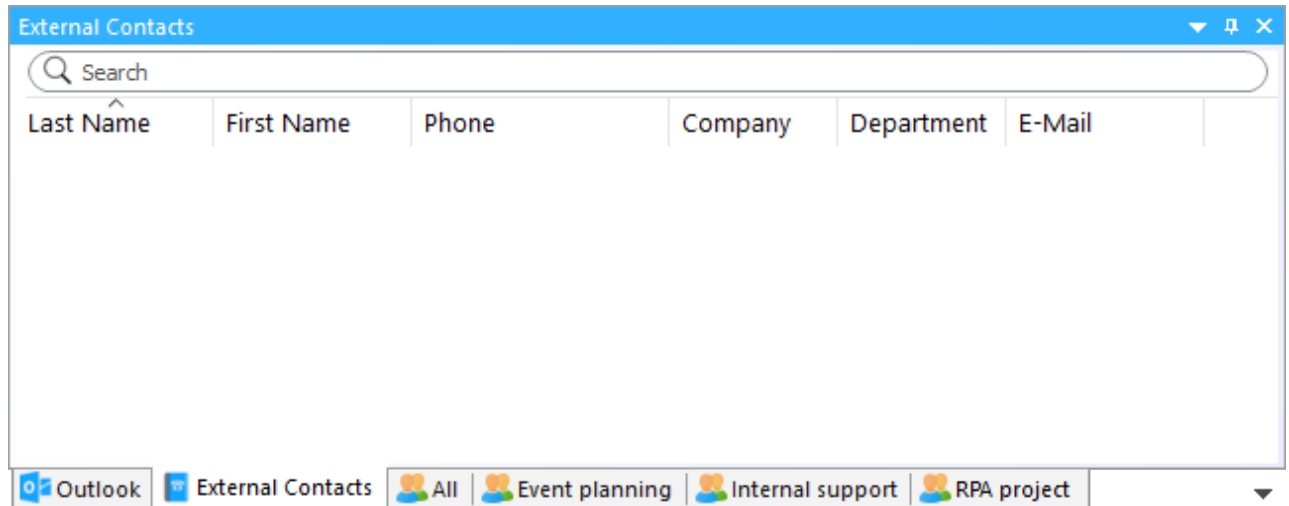 External Contacts
Search
Last Name First Name Phone Company Department E-Mail
Outlook External Contacts All Event planning Internal support RPA project